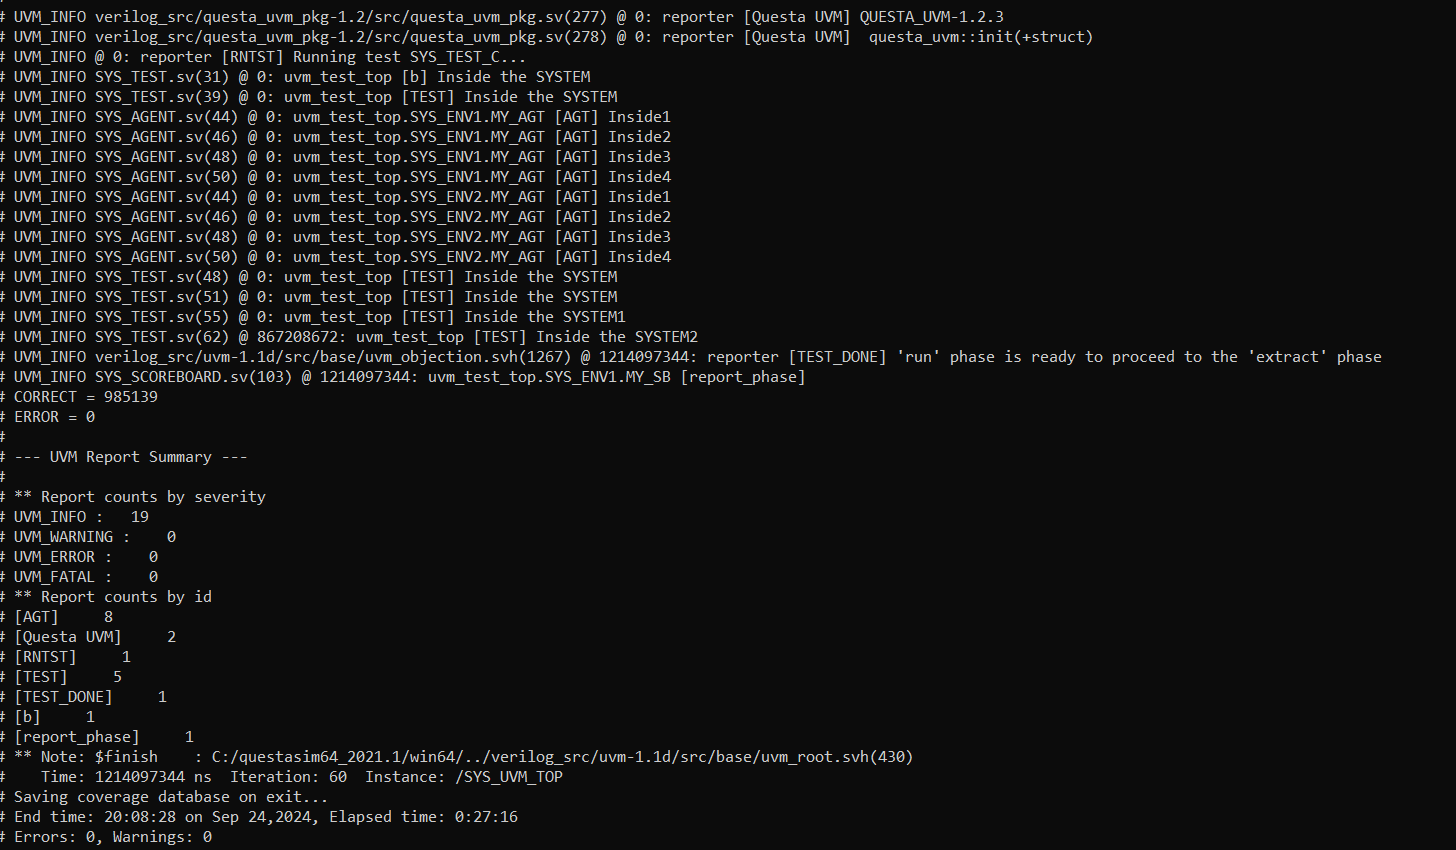 # UVM_INFO verilog_src/questa_uvm_pkg-1.2/src/questa_uvm_pkg.sv(277) @ 0: reporter [Questa UVM] QUESTA_UVM-1.2.3
# UVM_INFO verilog_src/questa_uvm_pkg-1.2/src/questa_uvm_pkg.sv(278) @ 0: reporter [Questa UVM]  questa_uvm::init(+struct)
# UVM_INFO @ 0: reporter [RNTST] Running test SYS_TEST_C...
# UVM_INFO SYS_TEST.sv(31) @ 0: uvm_test_top [b] Inside the SYSTEM
# UVM_INFO SYS_TEST.sv(39) @ 0: uvm_test_top [TEST] Inside the SYSTEM
# UVM_INFO SYS_AGENT.sv(44) @ 0: uvm_test_top.SYS_ENV1.MY_AGT [AGT] Inside1
# UVM_INFO SYS_AGENT.sv(46) @ 0: uvm_test_top.SYS_ENV1.MY_AGT [AGT] Inside2
# UVM_INFO SYS_AGENT.sv(48) @ 0: uvm_test_top.SYS_ENV1.MY_AGT [AGT] Inside3
# UVM_INFO SYS_AGENT.sv(50) @ 0: uvm_test_top.SYS_ENV1.MY_AGT [AGT] Inside4
# UVM_INFO SYS_AGENT.sv(44) @ 0: uvm_test_top.SYS_ENV2.MY_AGT [AGT] Inside1
# UVM_INFO SYS_AGENT.sv(46) @ 0: uvm_test_top.SYS_ENV2.MY_AGT [AGT] Inside2
# UVM_INFO SYS_AGENT.sv(48) @ 0: uvm_test_top.SYS_ENV2.MY_AGT [AGT] Inside3
# UVM_INFO SYS_AGENT.sv(50) @ 0: uvm_test_top.SYS_ENV2.MY_AGT [AGT] Inside4
# UVM_INFO SYS_TEST.sv(48) @ 0: uvm_test_top [TEST] Inside the SYSTEM
# UVM_INFO SYS_TEST.sv(51) @ 0: uvm_test_top [TEST] Inside the SYSTEM
# UVM_INFO SYS_TEST.sv(55) @ 0: uvm_test_top [TEST] Inside the SYSTEM1
# UVM_INFO SYS_TEST.sv(62) @ 867208672: uvm_test_top [TEST] Inside the SYSTEM2
# UVM_INFO verilog_src/uvm-1.1d/src/base/uvm_objection.svh(1267) @ 1214097344: reporter [TEST_DONE] 'run' phase is ready to proceed to the 'extract' phase
# UVM_INFO SYS_SCOREBOARD.sv(103) @ 1214097344: uvm_test_top.SYS_ENV1.MY_SB [report_phase]
# CORRECT = 985139
# ERROR = 0
#
# --- UVM Report Summary ---
#
# ** Report counts by severity
# UVM_INFO :   19
# UVM_WARNING :    0
# UVM_ERROR :    0
# UVM_FATAL :    0
# ** Report counts by id
# [AGT]     8
# [Questa UVM]     2
# [RNTST]     1
# [TEST]     5
# [TEST_DONE]     1
# [b]     1
# [report_phase]     1
# ** Note: $finish    : C:/questasim64_2021.1/win64/../verilog_src/uvm-1.1d/src/base/uvm_root.svh(430)
#    Time: 1214097344 ns  Iteration: 60  Instance: /SYS_UVM_TOP
# Saving coverage database on exit...
# End time: 20:08:28 on Sep 24,2024, Elapsed time: 0:27:16
# Errors: 0, Warnings: 0